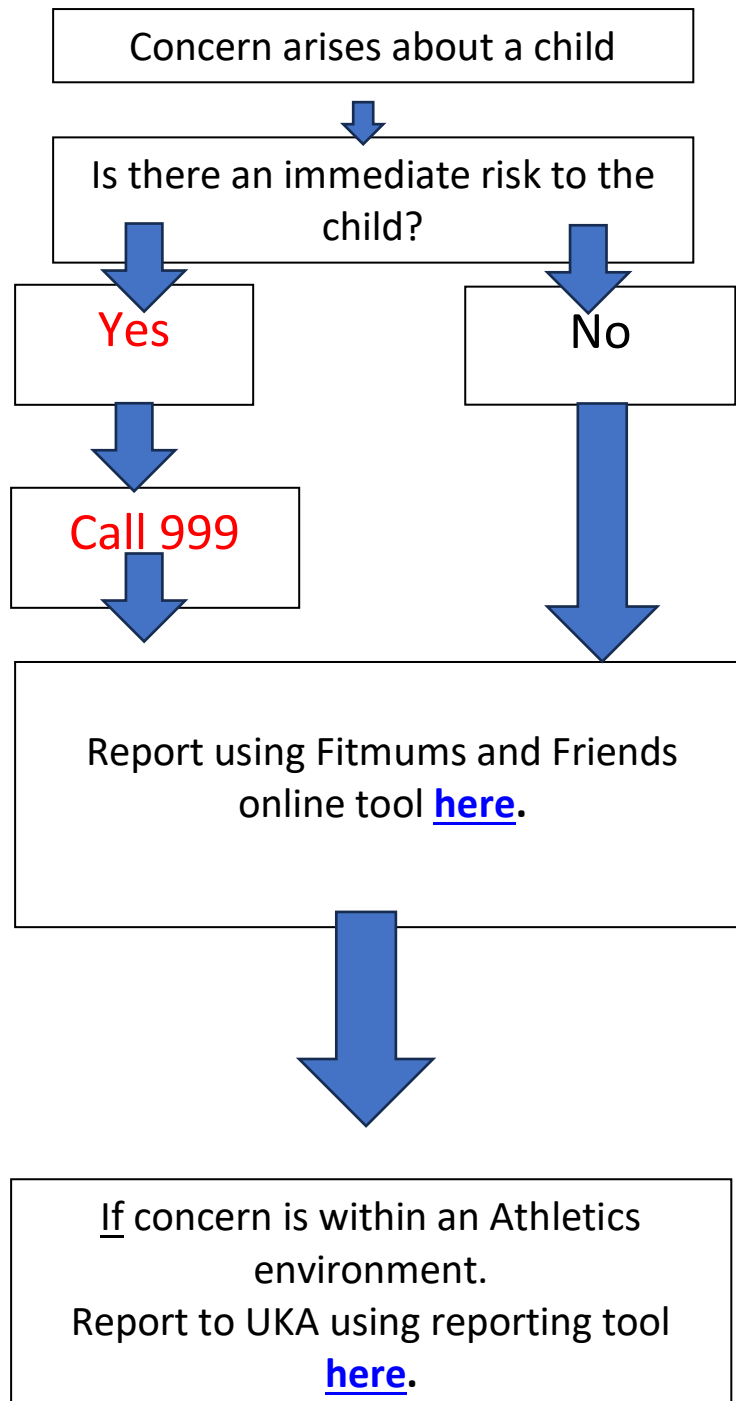 Concern arises about a child
Is there an immediate risk to the
child?
Yes
No
Call 999
Report using Fitmums and Friends
online tool here.
If concern is within an Athletics
environment.
Report to UKA using reporting tool
here.